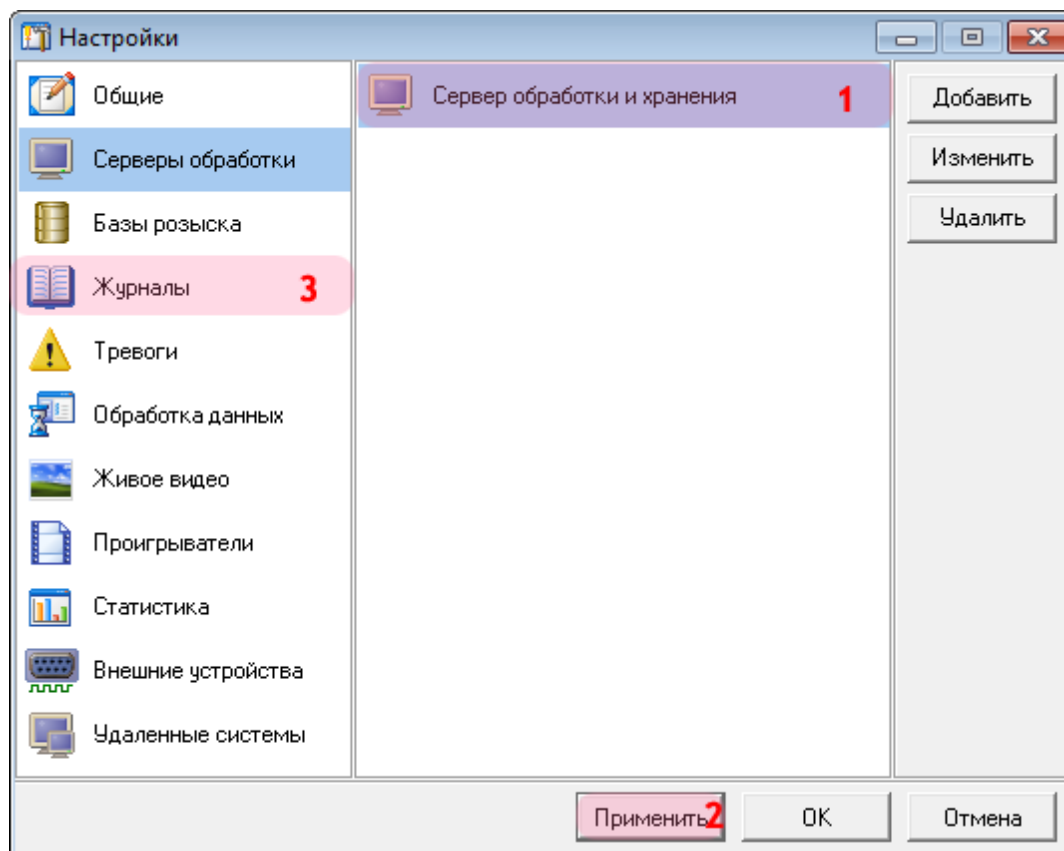 Настройки
Общие
Серверы обработки
Базы розыска
Журналы 3
Тревоги
Обработка данных
Живое видео
Проигрыватели
Статистика
Внешние устройства
Удаленные системы
Сервер обработки и хранения 1
Добавить
Изменить
Удалить
Применить 2
OK
Отмена